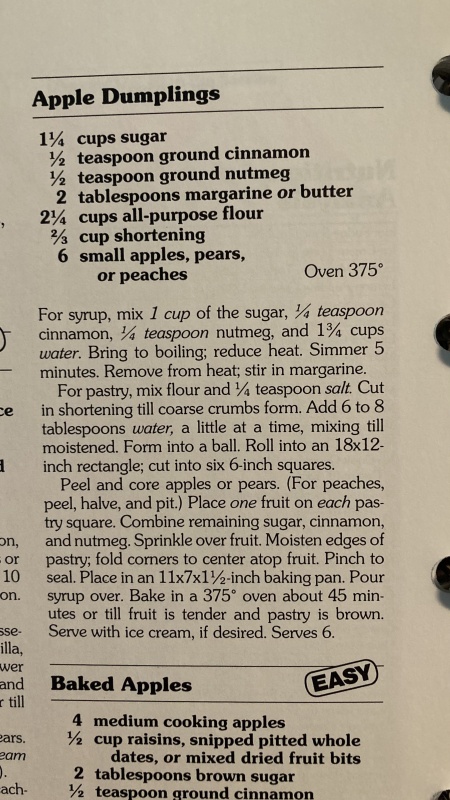 Apple Dumplings
1¼ cups sugar
½ teaspoon ground cinnamon
½ teaspoon ground nutmeg
2 tablespoons margarine or butter
2¼ cups all-purpose flour
⅔ cup shortening
6 small apples, pears,
or peaches Oven 375°
For syrup, mix 1 cup of the sugar, ¼ teaspoon
cinnamon, ¼ teaspoon nutmeg, and 1¾ cups
water. Bring to boiling; reduce heat. Simmer 5
minutes. Remove from heat; stir in margarine.
For pastry, mix flour and ¼ teaspoon salt. Cut
in shortening till coarse crumbs form. Add 6 to 8
tablespoons water, a little at a time, mixing till
moistened. Form into a ball. Roll into an 18x12-
inch rectangle; cut into six 6-inch squares.
Peel and core apples or pears. (For peaches,
peel, halve, and pit.) Place one fruit on each pas-
try square. Combine remaining sugar, cinnamon,
and nutmeg. Sprinkle over fruit. Moisten edges of
pastry; fold corners to center atop fruit. Pinch to
seal. Place in an 11x7x1½-inch baking pan. Pour
syrup over. Bake in a 375° oven about 45 min-
utes or till fruit is tender and pastry is brown.
Serve with ice cream, if desired. Serves 6.
EASY
Baked Apples
4 medium cooking apples
½ cup raisins, snipped pitted whole
dates, or mixed dried fruit bits
2 tablespoons brown sugar
½ teaspoon ground cinnamon
or
10
on.
and
r till